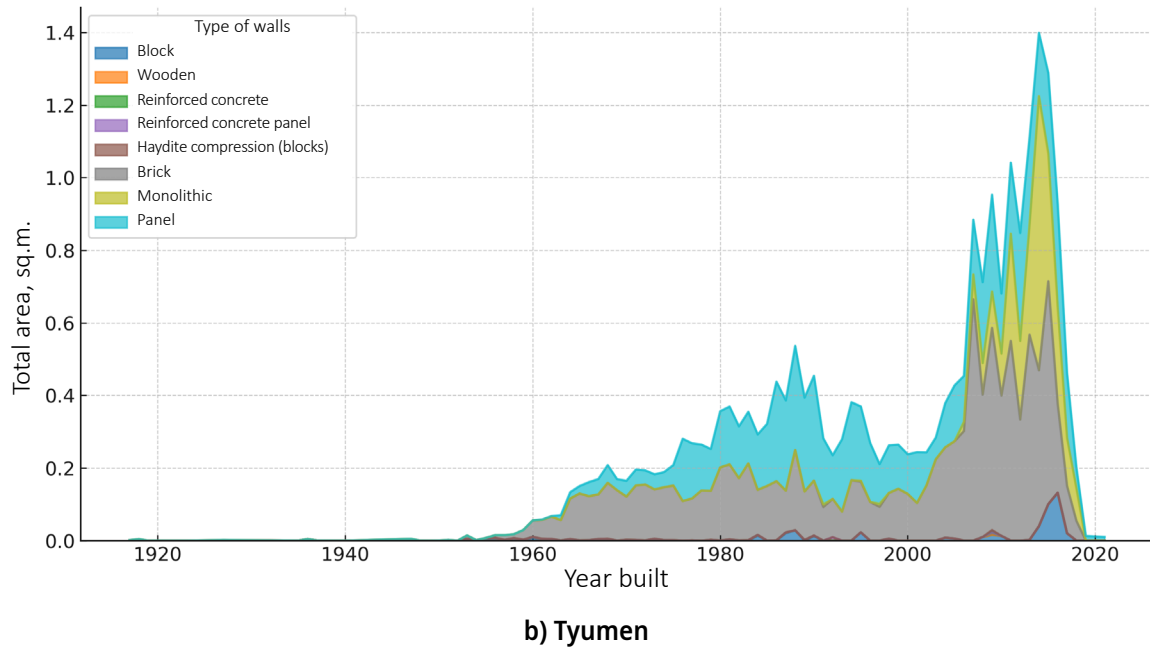 Type of walls
Block
Wooden
Reinforced concrete
Reinforced concrete panel
Haydite compression (blocks)
Brick
Monolithic
Panel
Total area, sq.m.
1.4
1.2
1.0
0.8
0.6
0.4
0.2
0.0
1920 1940 1960 1980 2000 2020
Year built
b) Tyumen